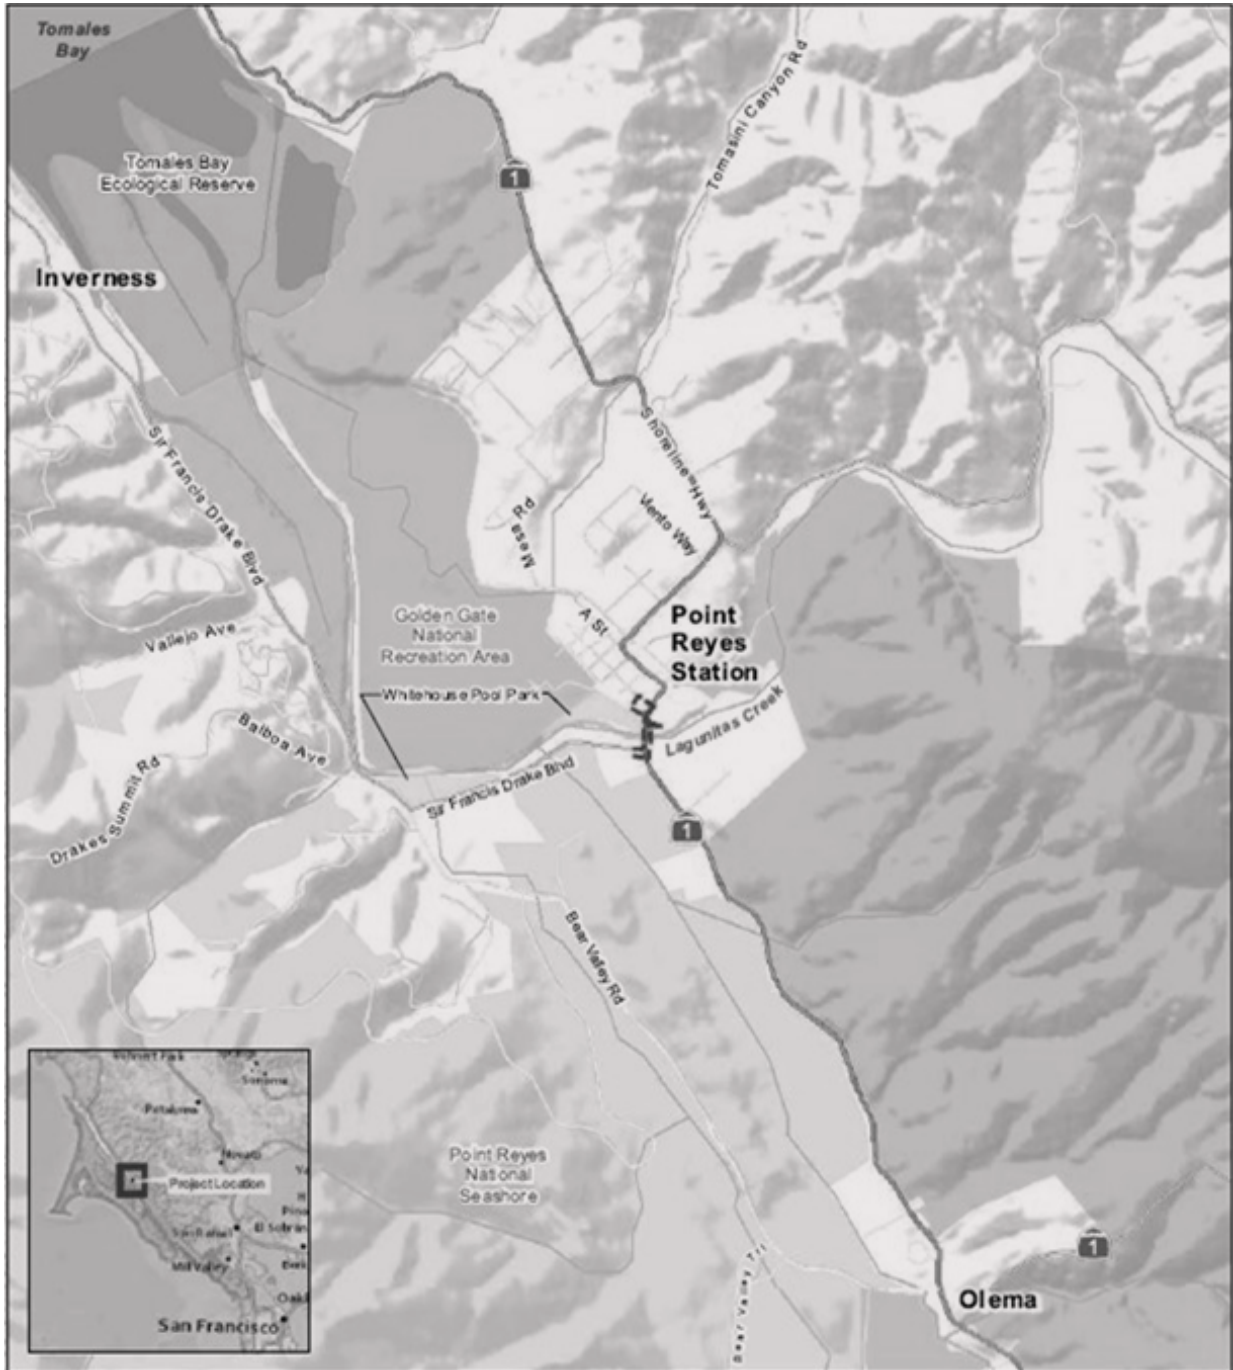 Tomales
Bay
Tomales Bay
Ecological Reserve
1
Tomasini Canyon Rd
Inverness
Shoreline Hwy
Sir Francis Drake Blvd
Mesa Rd
Viento Way
A St
Golden Gate
National
Recreation Area
Point
Reyes
Station
Vallejo Ave
Whitehouse Pool Park
Balboa Ave
Lagunitas Creek
Drakes Summit Rd
Sir Francis Drake Blvd
1
Bear Valley Rd
Point Reyes
National
Seashore
1
Bear Valley Trl
Olema
Sonoma
Petaluma
Novato
Project Location
San Rafael
El Sobran
Mill Valley
San Francisco